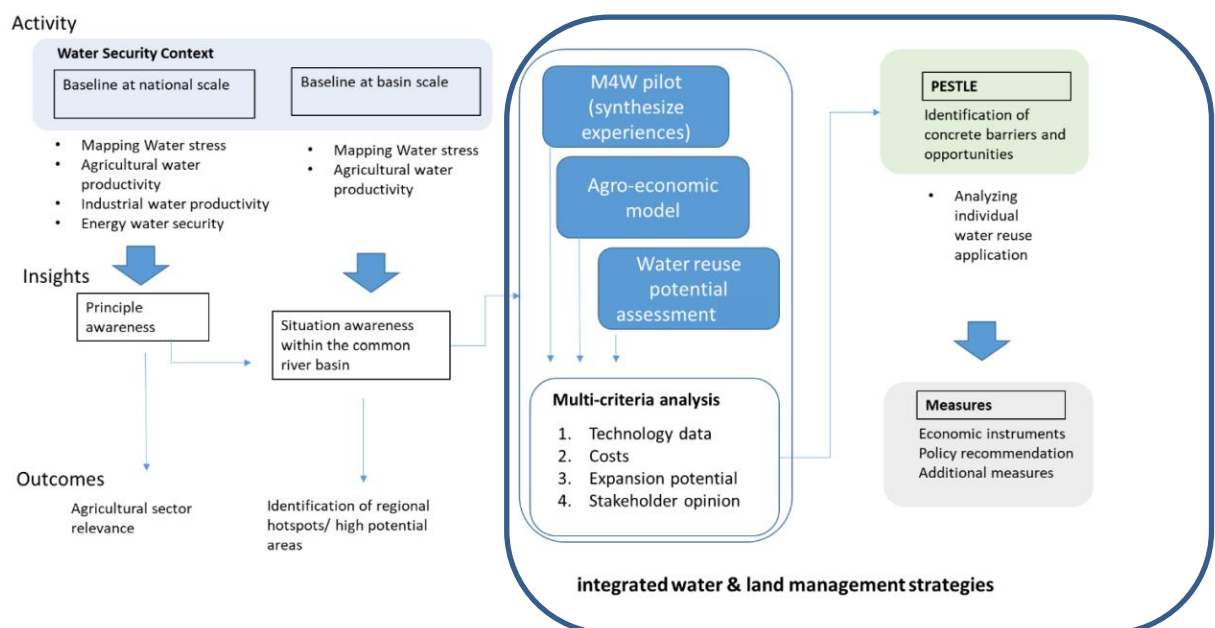 Activity
Water Security Context
Baseline at national scale
Baseline at basin scale
• Mapping Water stress
• Agricultural water
productivity
• Industrial water productivity
• Energy water security
• Mapping Water stress
• Agricultural water
productivity
Insights
Principle
awareness
Situation awareness
within the common
river basin
Outcomes
Agricultural sector
relevance
Identification of regional
hotspots/ high potential
areas
M4W pilot
(synthesize
experiences)
Agro-economic
model
Water reuse
potential
assessment
Multi-criteria analysis
1. Technology data
2. Costs
3. Expansion potential
4. Stakeholder opinion
PESTLE
Identification of
concrete barriers and
opportunities
• Analyzing
individual
water reuse
application
Measures
Economic instruments
Policy recommendation
Additional measures
integrated water & land management strategies